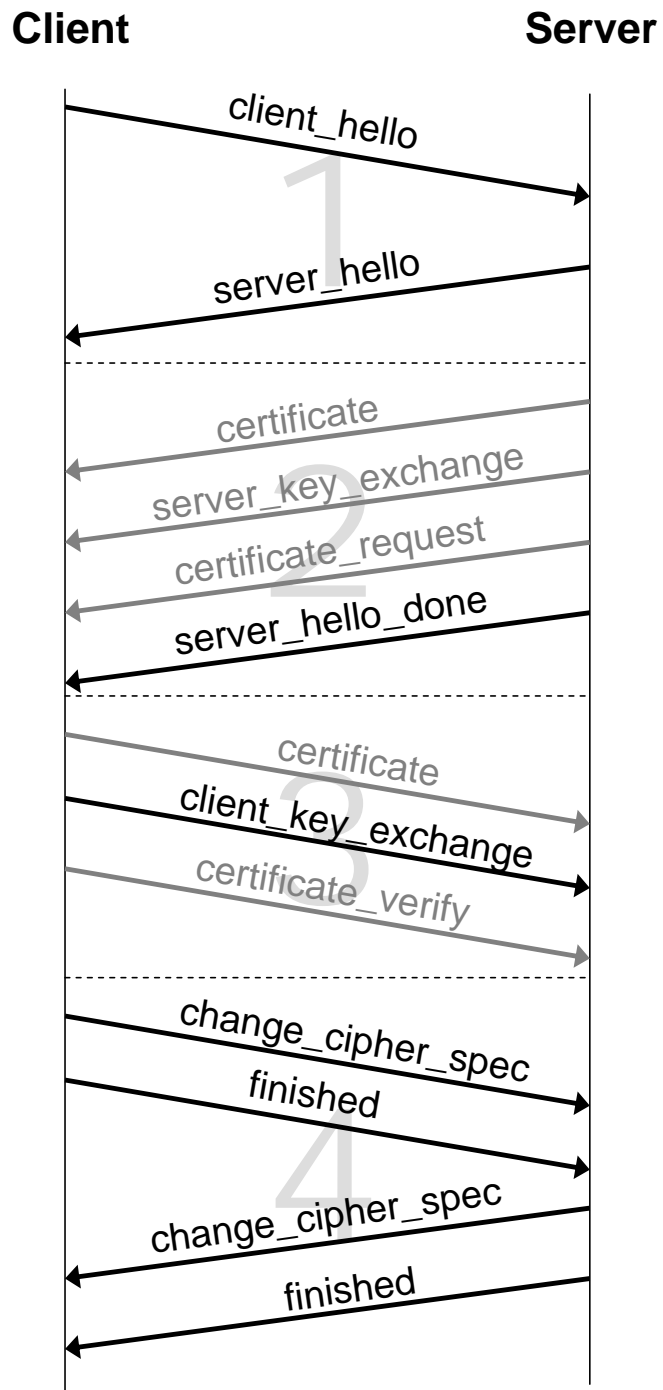 Client Server
client_hello
1
server_hello
certificate
server_key_exchange
2
certificate_request
server_hello_done
certificate
client_key_exchange
3
certificate_verify
change_cipher_spec
finished
4
change_cipher_spec
finished